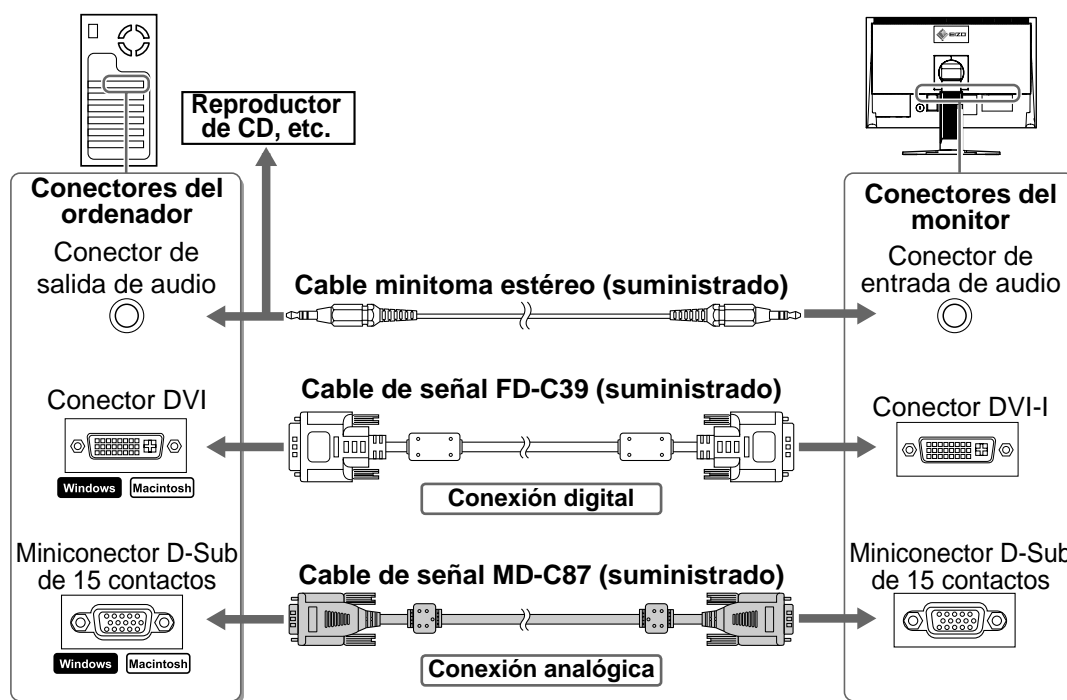 EIZO
Reproductor
de CD, etc.
Conectores del
ordenador
Conectores del
monitor
Conector de
salida de audio
Cable minitoma estéreo (suministrado)
Conector de
entrada de audio
Conector DVI
Cable de señal FD-C39 (suministrado)
Conector DVI-I
Windows
Macintosh
Conexión digital
Miniconector D-Sub
de 15 contactos
Cable de señal MD-C87 (suministrado)
Miniconector D-Sub
de 15 contactos
Windows
Macintosh
Conexión analógica